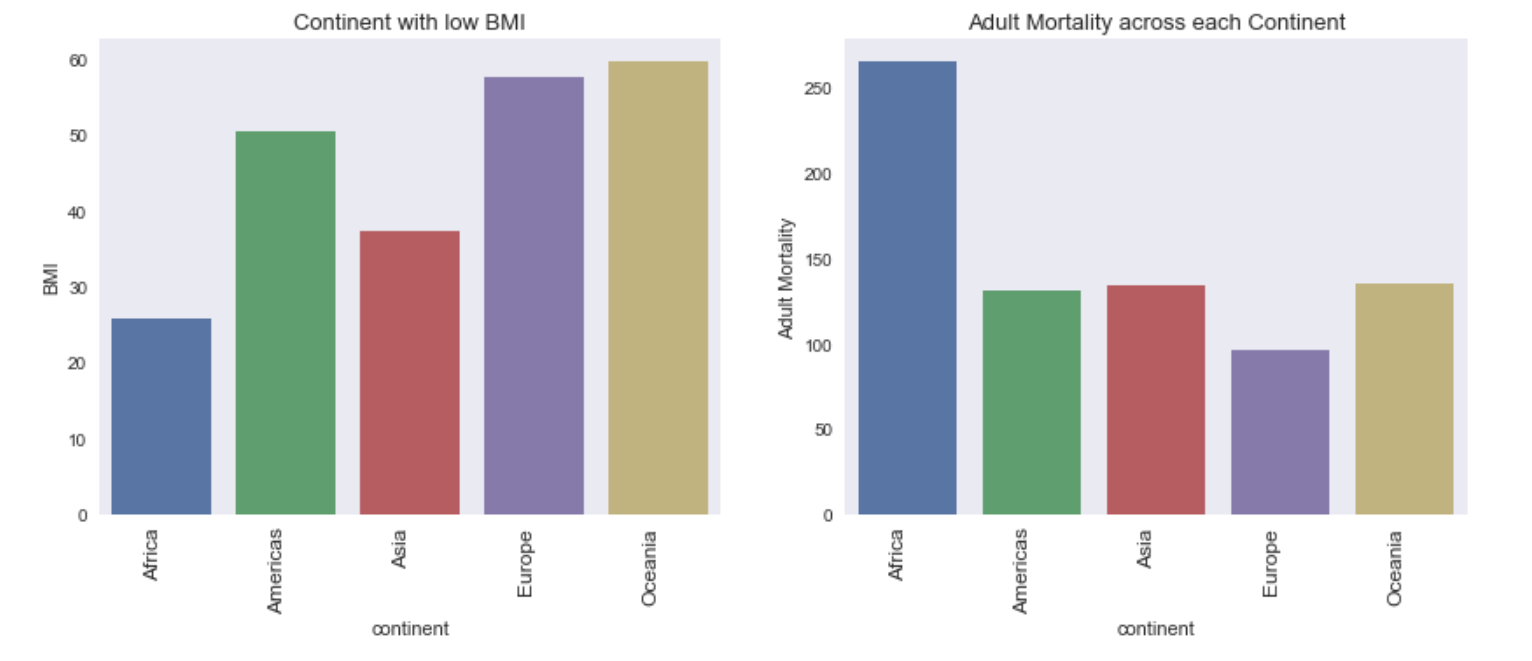 Continent with low BMI
60
50
40
30
20
10
0
BMI
Africa
Americas
Asia
Europe
Oceania
continent
Adult Mortality across each Continent
250
200
150
100
50
0
Adult Mortality
Africa
Americas
Asia
Europe
Oceania
continent